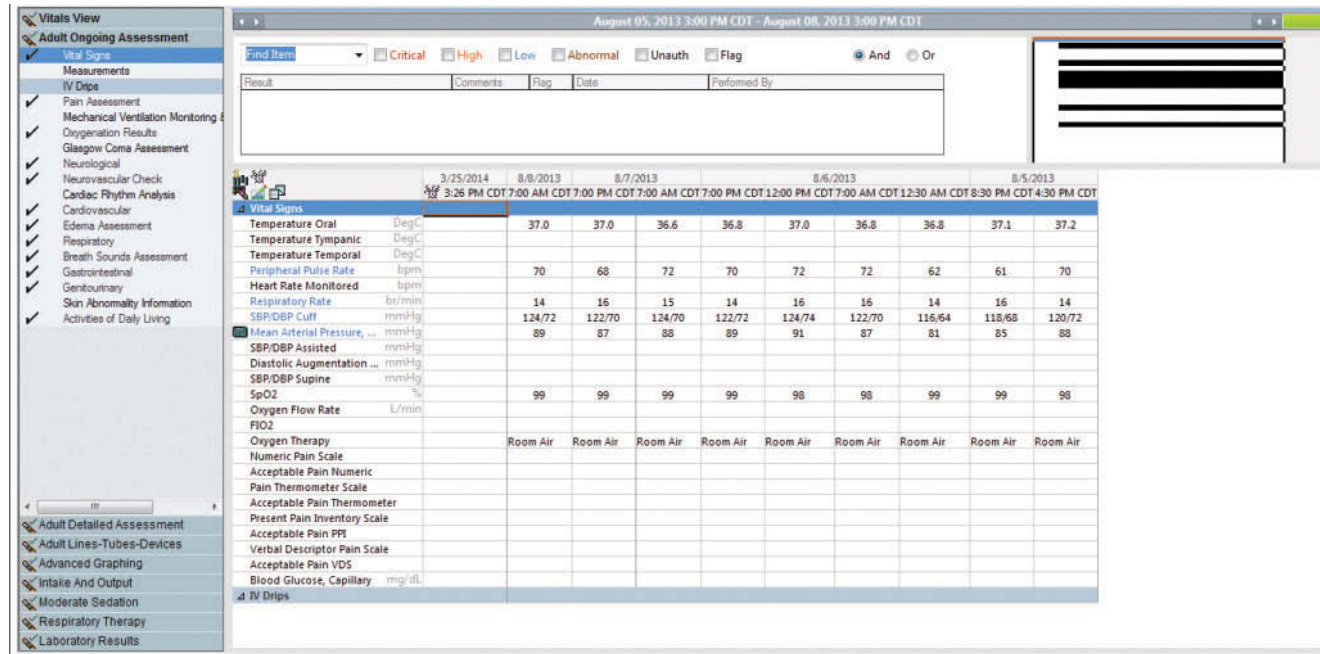 Vitals View
Adult Ongoing Assessment
Vital Signs
Measurements
IV Drips
Pain Assessment
Mechanical Ventilation Monitoring &
Oxygenation Results
Glasgow Coma Assessment
Neurological
Neurovascular Check
Cardiac Rhythm Analysis
Cardiovascular
Edema Assessment
Respiratory
Breath Sounds Assessment
Gastrointestinal
Genitourinary
Skin Abnormality Information
Activities of Daily Living
Adult Detailed Assessment
Adult Lines-Tubes-Devices
Advanced Graphing
Intake And Output
Moderate Sedation
Respiratory Therapy
Laboratory Results
August 05, 2013 3:00 PM CDT - August 08, 2013 3:00 PM CDT
Find Item Critical High Low Abnormal Unauth Flag And Or
Result Comments Flag Date Performed By
3/25/2014 8/8/2013 8/7/2013 8/6/2013 8/5/2013
3:26 PM CDT 7:00 AM CDT 7:00 PM CDT 7:00 AM CDT 7:00 PM CDT 12:00 PM CDT 7:00 AM CDT 12:30 AM CDT 8:30 PM CDT 4:30 PM CDT
Vital Signs
Temperature Oral DegC 37.0 37.0 36.6 36.8 37.0 36.8 36.8 37.1 37.2
Temperature Tympanic DegC
Temperature Temporal DegC
Peripheral Pulse Rate bpm 70 68 72 70 72 72 62 61 70
Heart Rate Monitored bpm
Respiratory Rate br/min 14 16 15 14 16 16 14 16 14
SBP/DBP Cuff mmHg 124/72 122/70 124/70 122/72 124/74 122/70 116/64 118/68 120/72
Mean Arterial Pressure, ... mmHg 89 87 88 89 91 87 81 85 88
SBP/DBP Assisted mmHg
Diastolic Augmentation ... mmHg
SBP/DBP Supine mmHg
SpO2 % 99 99 99 99 98 98 99 99 98
Oxygen Flow Rate L/min
FIO2
Oxygen Therapy Room Air Room Air Room Air Room Air Room Air Room Air Room Air Room Air Room Air
Numeric Pain Scale
Acceptable Pain Numeric
Pain Thermometer Scale
Acceptable Pain Thermometer
Present Pain Inventory Scale
Acceptable Pain PPI
Verbal Descriptor Pain Scale
Acceptable Pain VDS
Blood Glucose, Capillary mg/dL
IV Drips